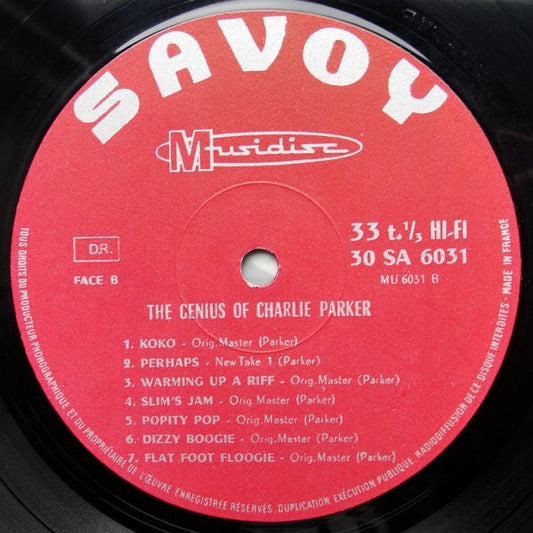 SAVOY
Musidisc
33 t.⅓ HI-FI
30 SA 6031
MU 6031 B
D.R.
FACE B
THE GENIUS OF CHARLIE PARKER
1. KOKO - Orig. Master (Parker)
2. PERHAPS - New Take 1 (Parker)
3. WARMING UP A RIFF - Orig. Master (Parker)
4. SLIM'S JAM - Orig. Master (Parker)
5. POPITY POP - Orig. Master (Parker)
6. DIZZY BOOGIE - Orig. Master (Parker)
7. FLAT FOOT FLOOGIE - Orig. Master (Parker)
TOUS DROITS DU PRODUCTEUR PHONOGRAPHIQUE ET DU PROPRIÉTAIRE DE L'ŒUVRE ENREGISTRÉE RÉSERVÉS, DUPLICATION EXÉCUTION PUBLIQUE, RADIODIFFUSION DE CE DISQUE INTERDITES - MADE IN FRANCE